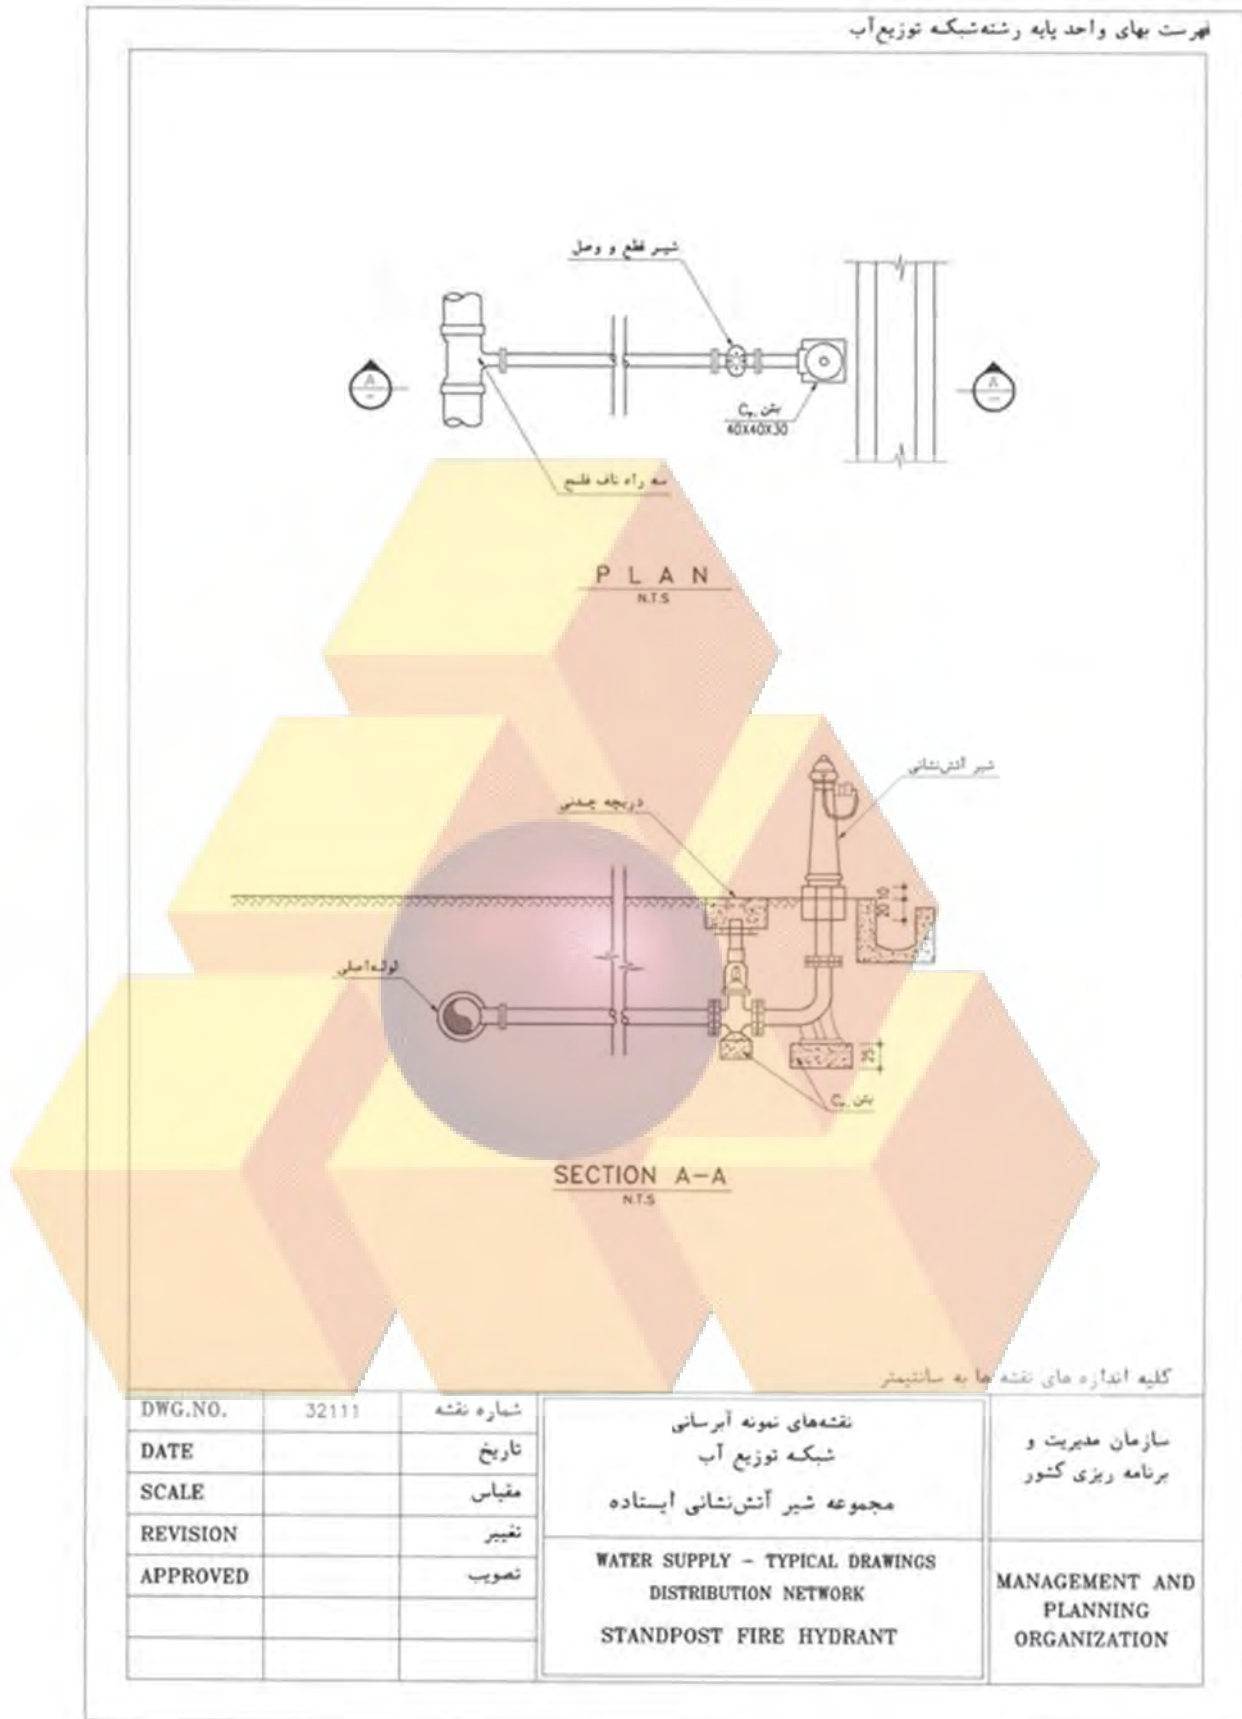 فهرست بهای واحد پایه رشته شبکه توزیع آب
شیر قطع و وصل
A
A
بتن
40X40X30
سه راه ناف فلنج
PLAN
N.T.S
شیر آتش‌نشانی
دریچه چدنی
10
20
لوله اصلی
25
بتن
SECTION A-A
N.T.S
کلیه اندازه های نقشه ها به سانتیمتر
DWG.NO. 32111 شماره نقشه
DATE تاریخ
SCALE مقیاس
REVISION تغییر
APPROVED تصویب
نقشه‌های نمونه آبرسانی
شبکه توزیع آب
مجموعه شیر آتش‌نشانی ایستاده
WATER SUPPLY - TYPICAL DRAWINGS
DISTRIBUTION NETWORK
STANDPOST FIRE HYDRANT
سازمان مدیریت و
برنامه ریزی کشور
MANAGEMENT AND
PLANNING
ORGANIZATION